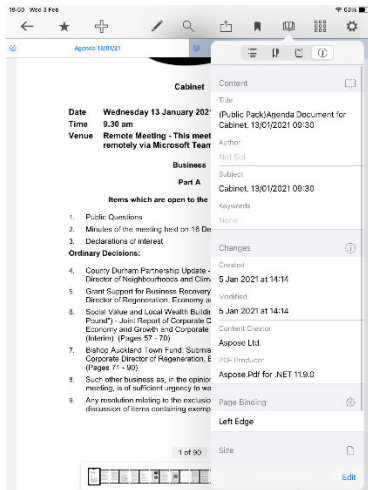 19:50 Wed 3 Feb
63%
Agenda 13/01/21
Cabinet
Date Wednesday 13 January 202
Time 9.30 am
Venue Remote Meeting - This meet
remotely via Microsoft Team
Business
Part A
Items which are open to the
1. Public Questions
2. Minutes of the meeting held on 16 De
3. Declarations of interest
Ordinary Decisions:
4. County Durham Partnership Update -
Director of Neighbourhoods and Clim
5. Grant Support for Business Recovery
Director of Regeneration, Economy a
6. Social Value and Local Wealth Buildi
Pound") - Joint Report of Corporate D
Economy and Growth and Corporate
(Interim) (Pages 57 - 70)
7. Bishop Auckland Town Fund: Submis
Corporate Director of Regeneration, E
(Pages 71 - 90)
8. Such other business as, in the opinio
meeting, is of sufficient urgency to wa
9. Any resolution relating to the exclusio
discussion of items containing exemp
1 of 90
Content
Title
(Public Pack)Agenda Document for
Cabinet, 13/01/2021 09:30
Author
Not Set
Subject
Cabinet, 13/01/2021 09:30
Keywords
None
Changes
Created
5 Jan 2021 at 14:14
Modified
5 Jan 2021 at 14:14
Content Creator
Aspose Ltd.
PDF Producer
Aspose.Pdf for .NET 11.9.0
Page Binding
Left Edge
Size
Edit